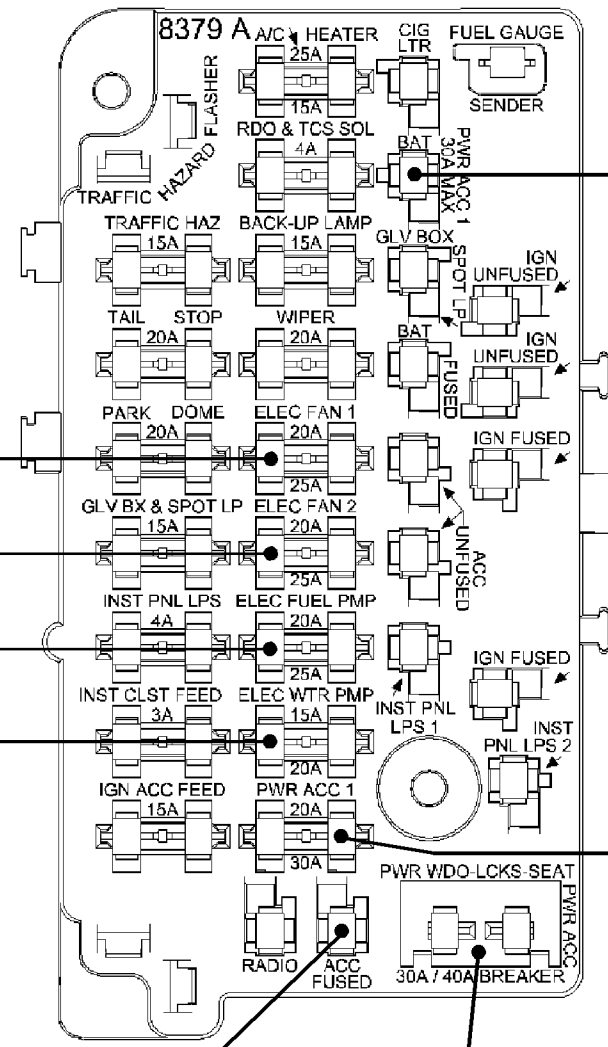 8379 A
A/C HEATER
25A
15A
CIG
LTR
FUEL GAUGE
SENDER
FLASHER
HAZARD
TRAFFIC
RDO & TCS SOL
4A
BAT
PWR ACC 1
30A MAX
TRAFFIC HAZ
15A
BACK-UP LAMP
15A
GLV BOX
SPOT LP
IGN
UNFUSED
TAIL STOP
20A
WIPER
20A
BAT
FUSED
IGN
UNFUSED
PARK DOME
20A
ELEC FAN 1
20A
25A
IGN FUSED
GLV BX & SPOT LP
15A
ELEC FAN 2
20A
25A
ACC
UNFUSED
INST PNL LPS
4A
ELEC FUEL PMP
20A
25A
INST PNL
LPS 1
IGN FUSED
INST CLST FEED
3A
ELEC WTR PMP
15A
20A
INST
PNL LPS 2
IGN ACC FEED
15A
PWR ACC 1
20A
30A
PWR WDO-LCKS-SEAT
PWR ACC
30A / 40A BREAKER
RADIO
ACC
FUSED